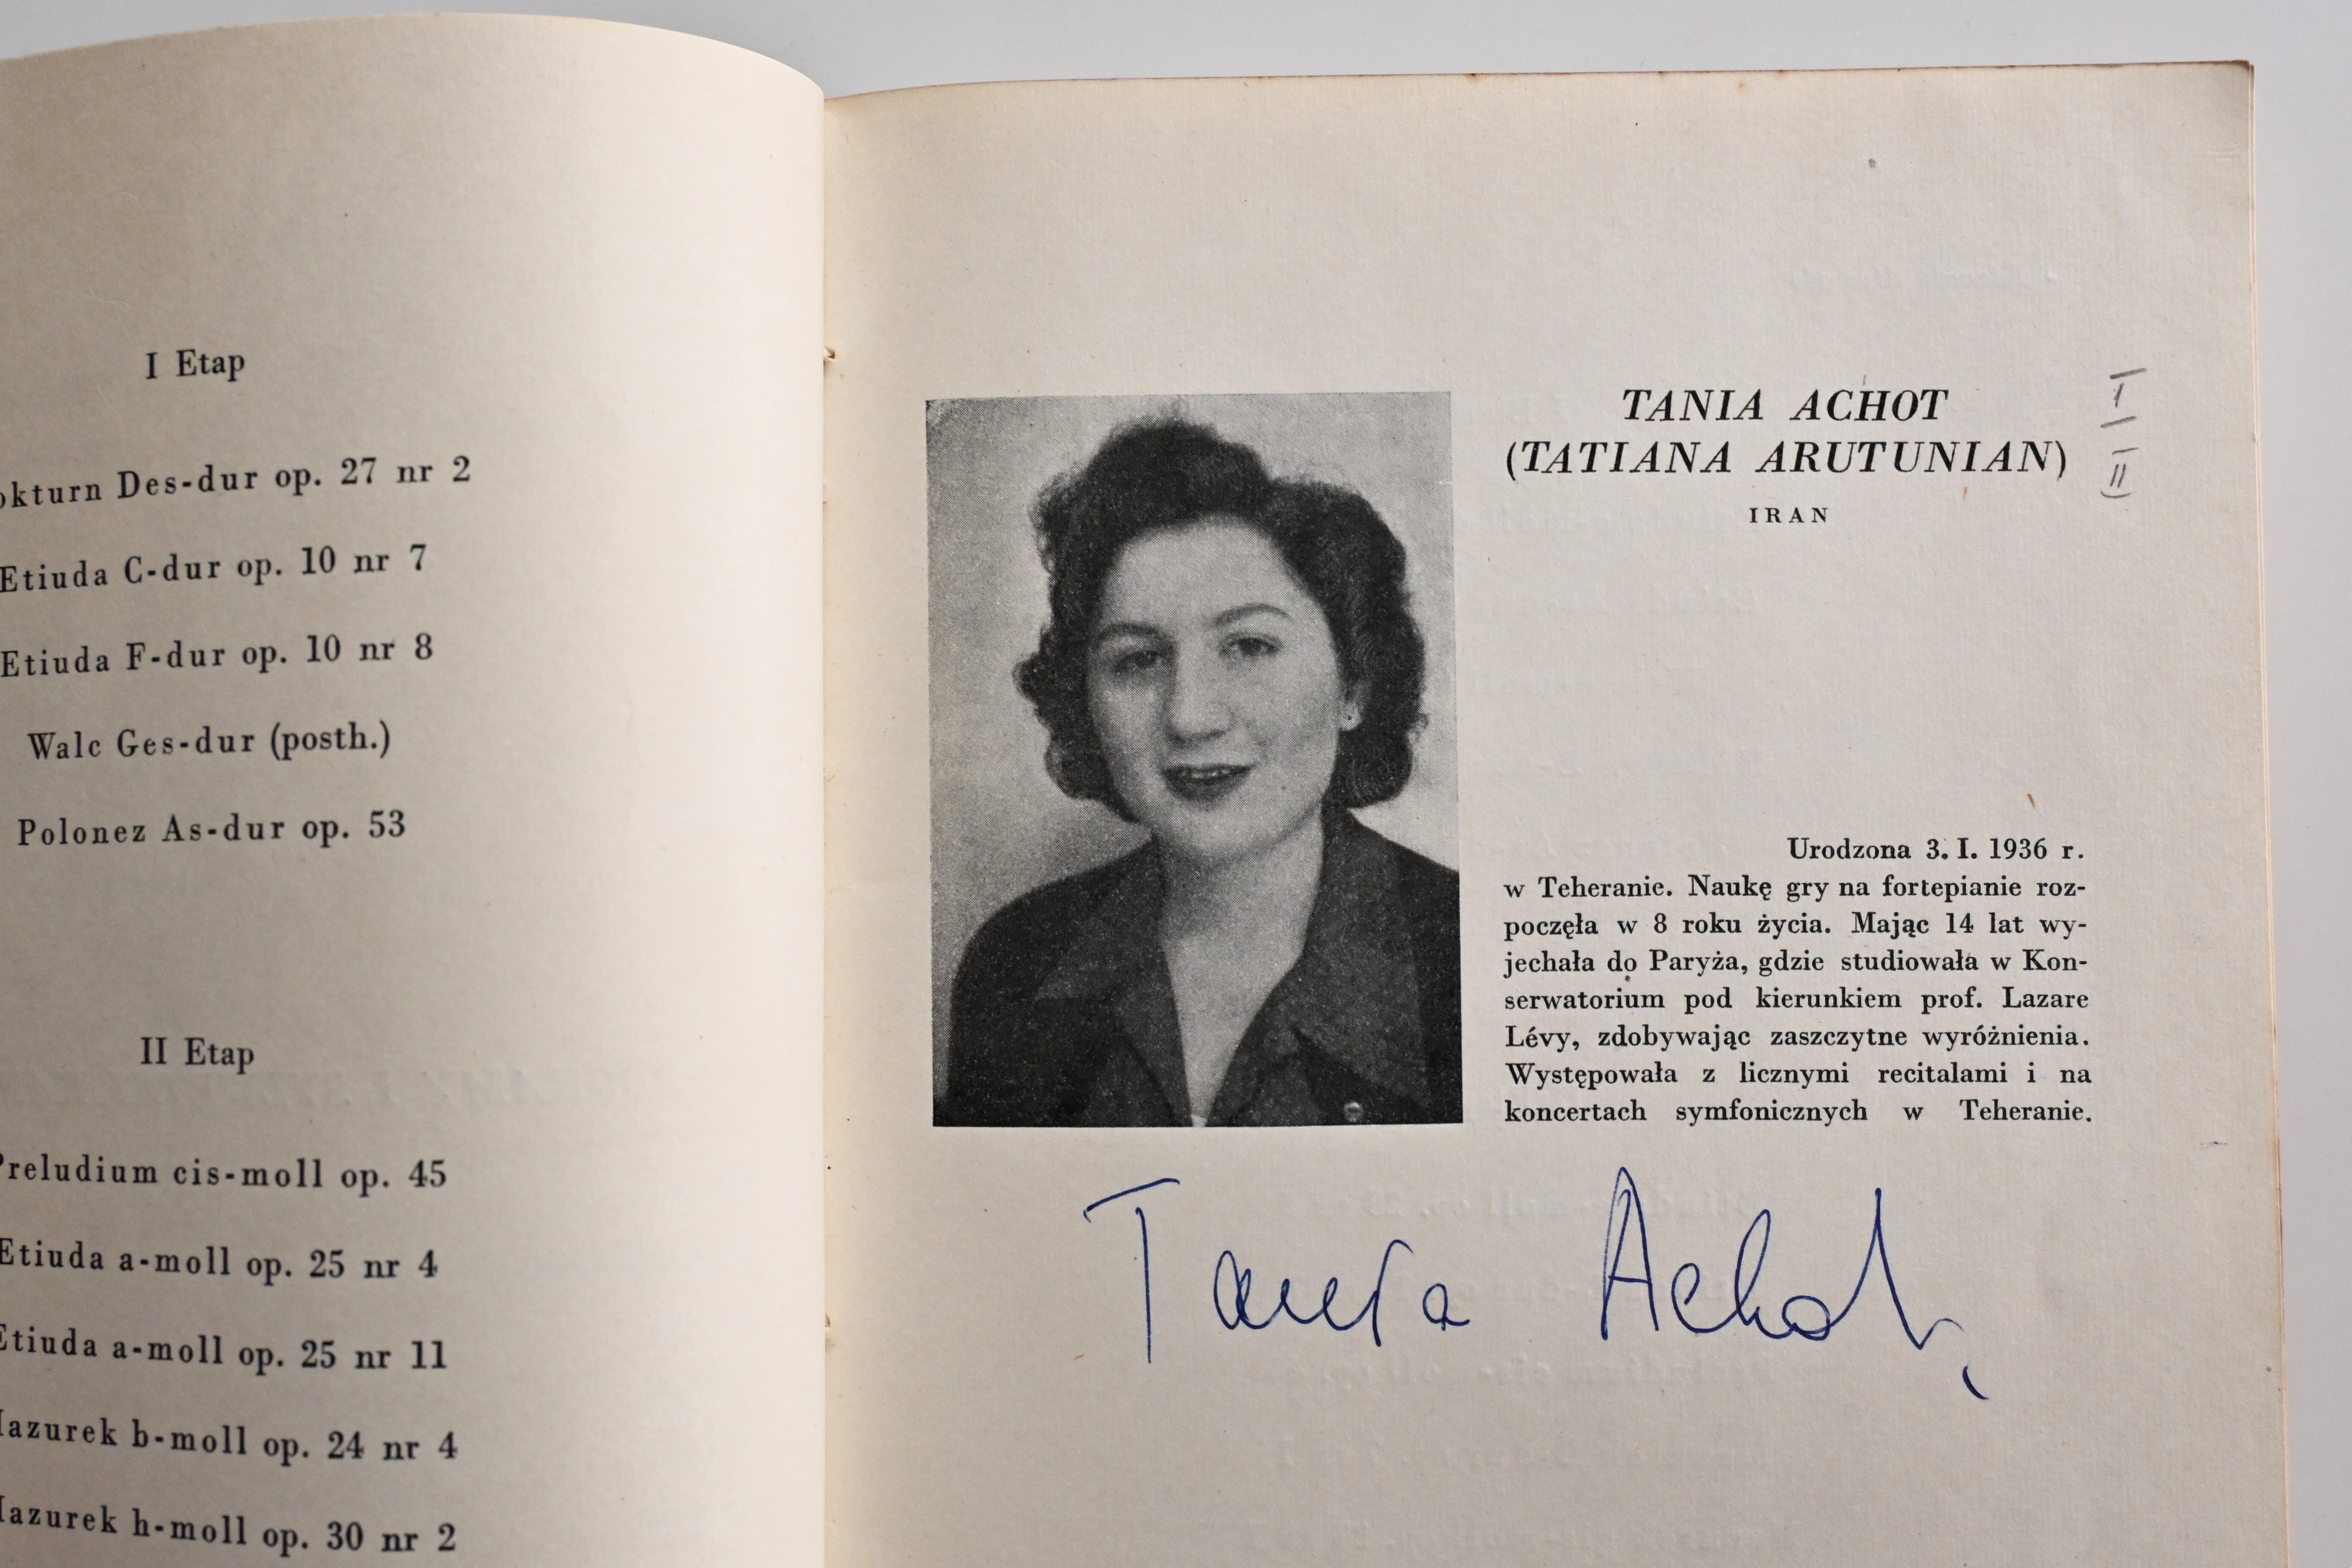 I Etap
Des-dur op. 27 nr 2
Etiuda C-dur op. 10 nr 7
Etiuda F-dur op. 10 nr 8
Walc Ges-dur (posth.)
Polonez As-dur op. 53
II Etap
Preludium cis-moll op. 45
Etiuda a-moll op. 25 nr 4
Etiuda a-moll op. 25 nr 11
b-moll op. 24 nr 4
h-moll op. 30 nr 2
TANIA ACHOT
(TATIANA ARUTUNIAN)
IRAN
I
II
Urodzona 3. I. 1936 r.
w Teheranie. Naukę gry na fortepianie roz-
poczęła w 8 roku życia. Mając 14 lat wy-
jechała do Paryża, gdzie studiowała w Kon-
serwatorium pod kierunkiem prof. Lazare
Lévy, zdobywając zaszczytne wyróżnienia.
Występowała z licznymi recitalami i na
koncertach symfonicznych w Teheranie.
Tania Achot